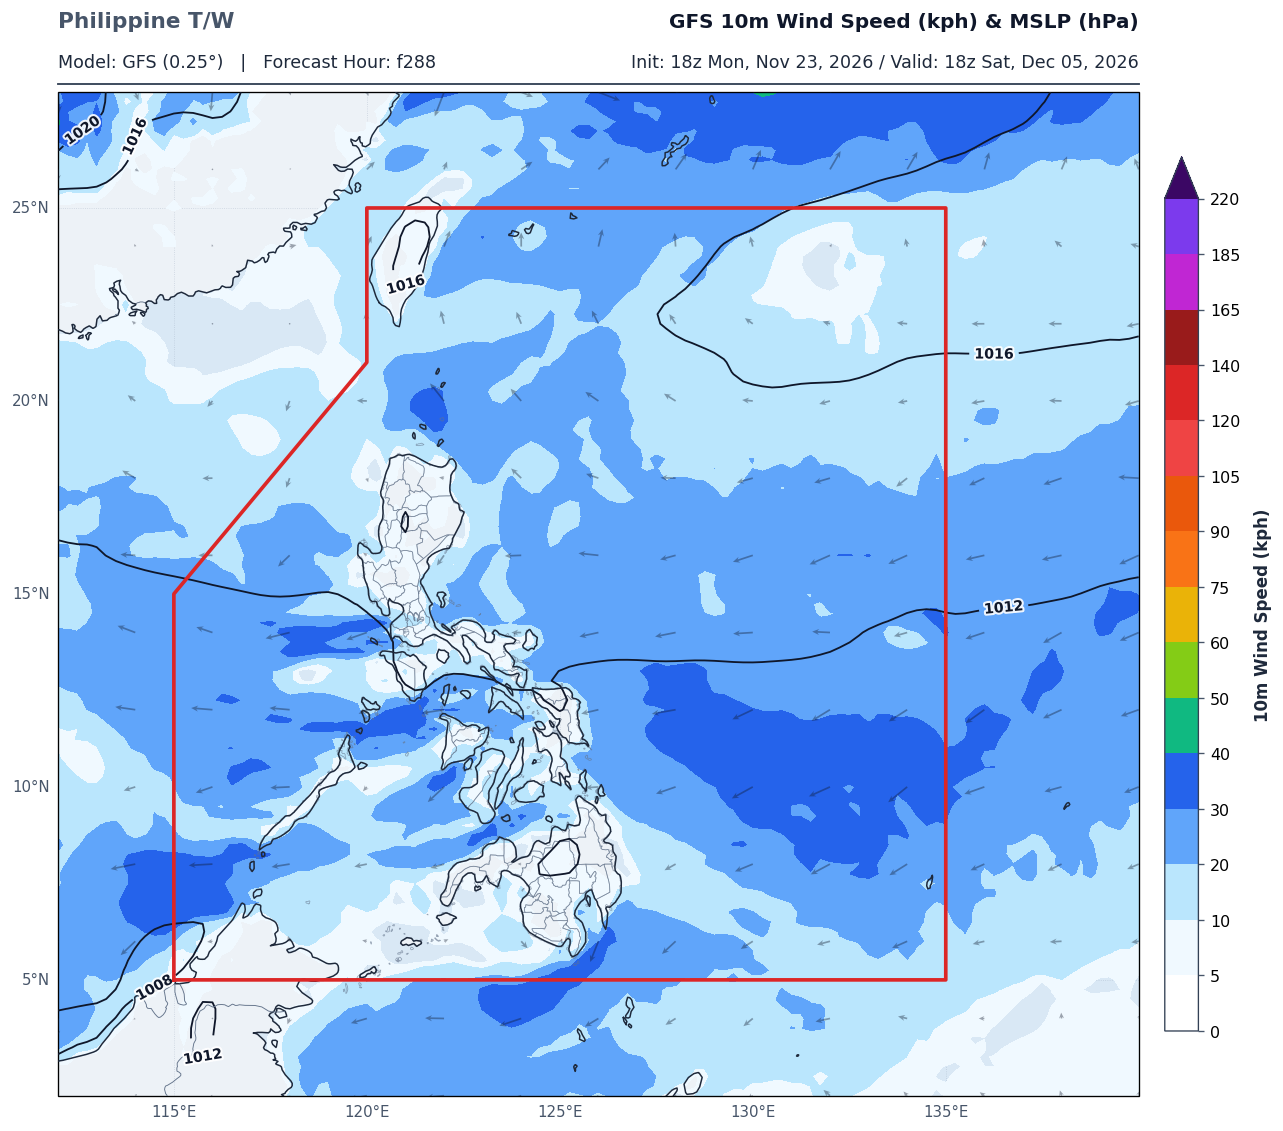 Philippine T/W
GFS 10m Wind Speed (kph) & MSLP (hPa)
Model: GFS (0.25°) | Forecast Hour: f288
Init: 18z Mon, Nov 23, 2026 / Valid: 18z Sat, Dec 05, 2026
1020
1016
1016
1016
1012
1008
1012
25°N
20°N
15°N
10°N
5°N
115°E
120°E
125°E
130°E
135°E
220
185
165
140
120
105
90
75
60
50
40
30
20
10
5
0
10m Wind Speed (kph)